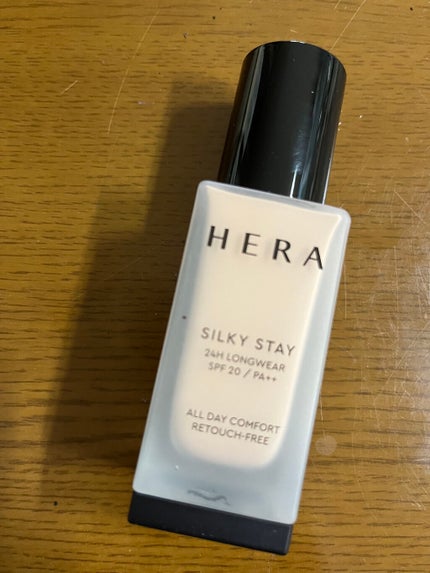 HERA
SILKY STAY
24H LONGWEAR
SPF 20 / PA++
ALL DAY COMFORT
RETOUCH-FREE